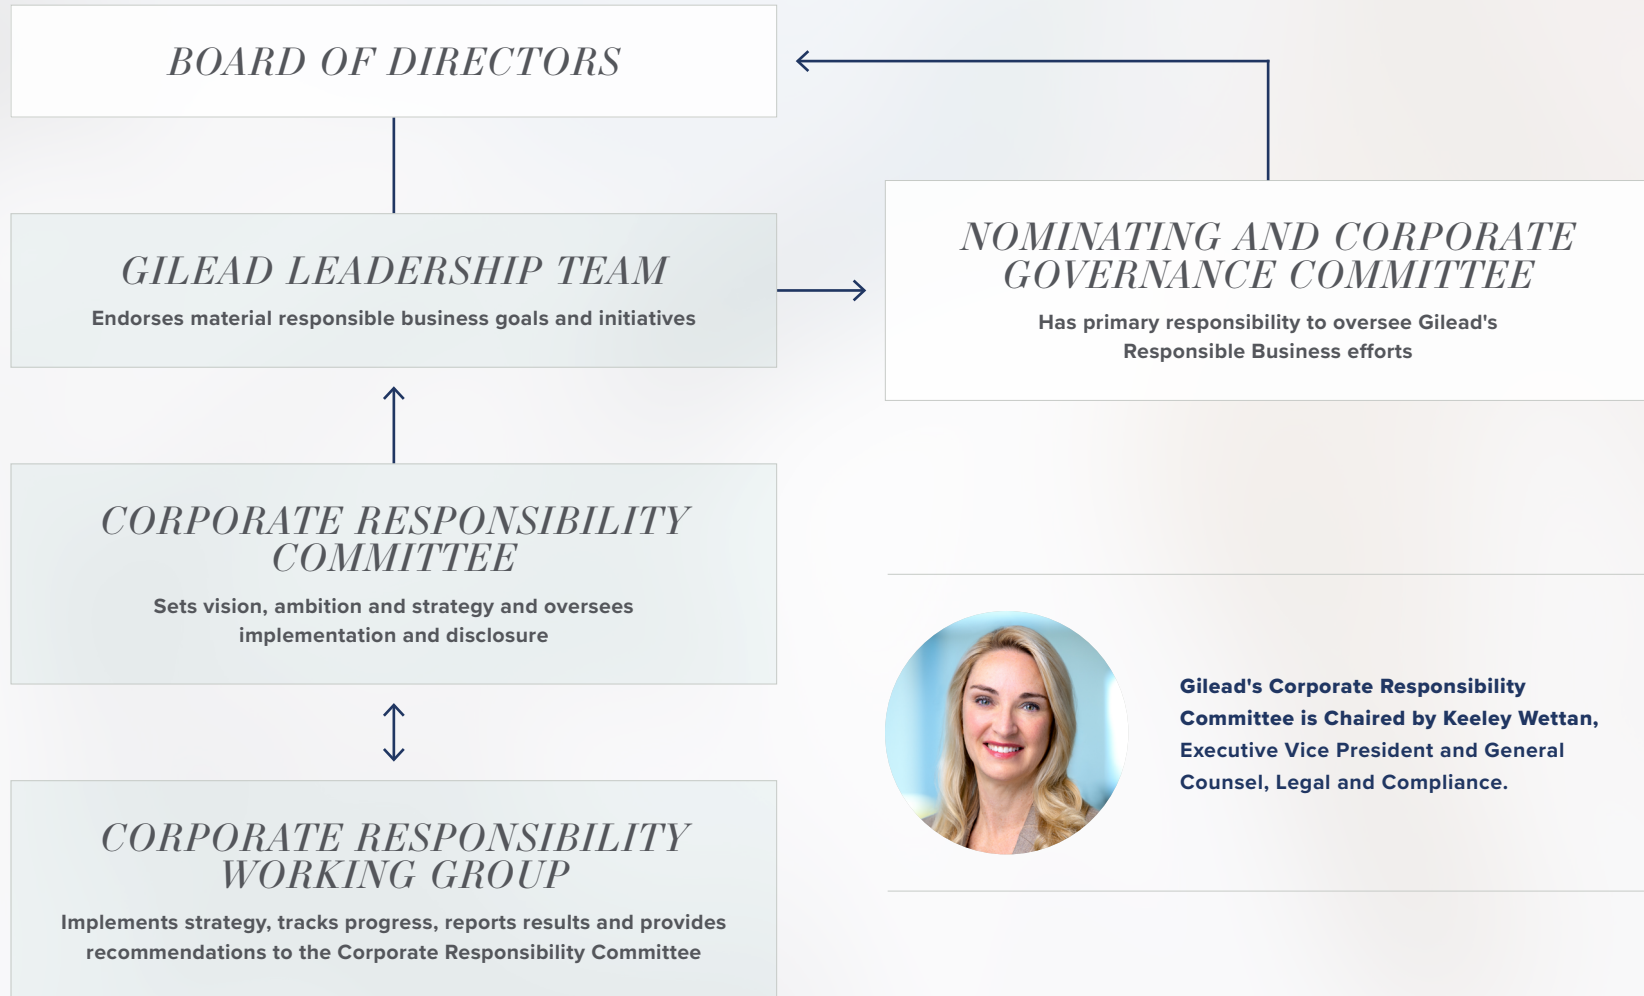 BOARD OF DIRECTORS
GILEAD LEADERSHIP TEAM
Endorses material responsible business goals and initiatives
NOMINATING AND CORPORATE
GOVERNANCE COMMITTEE
Has primary responsibility to oversee Gilead's
Responsible Business efforts
CORPORATE RESPONSIBILITY
COMMITTEE
Sets vision, ambition and strategy and oversees
implementation and disclosure
Gilead's Corporate Responsibility
Committee is Chaired by Keeley Wettan,
Executive Vice President and General
Counsel, Legal and Compliance.
CORPORATE RESPONSIBILITY
WORKING GROUP
Implements strategy, tracks progress, reports results and provides
recommendations to the Corporate Responsibility Committee